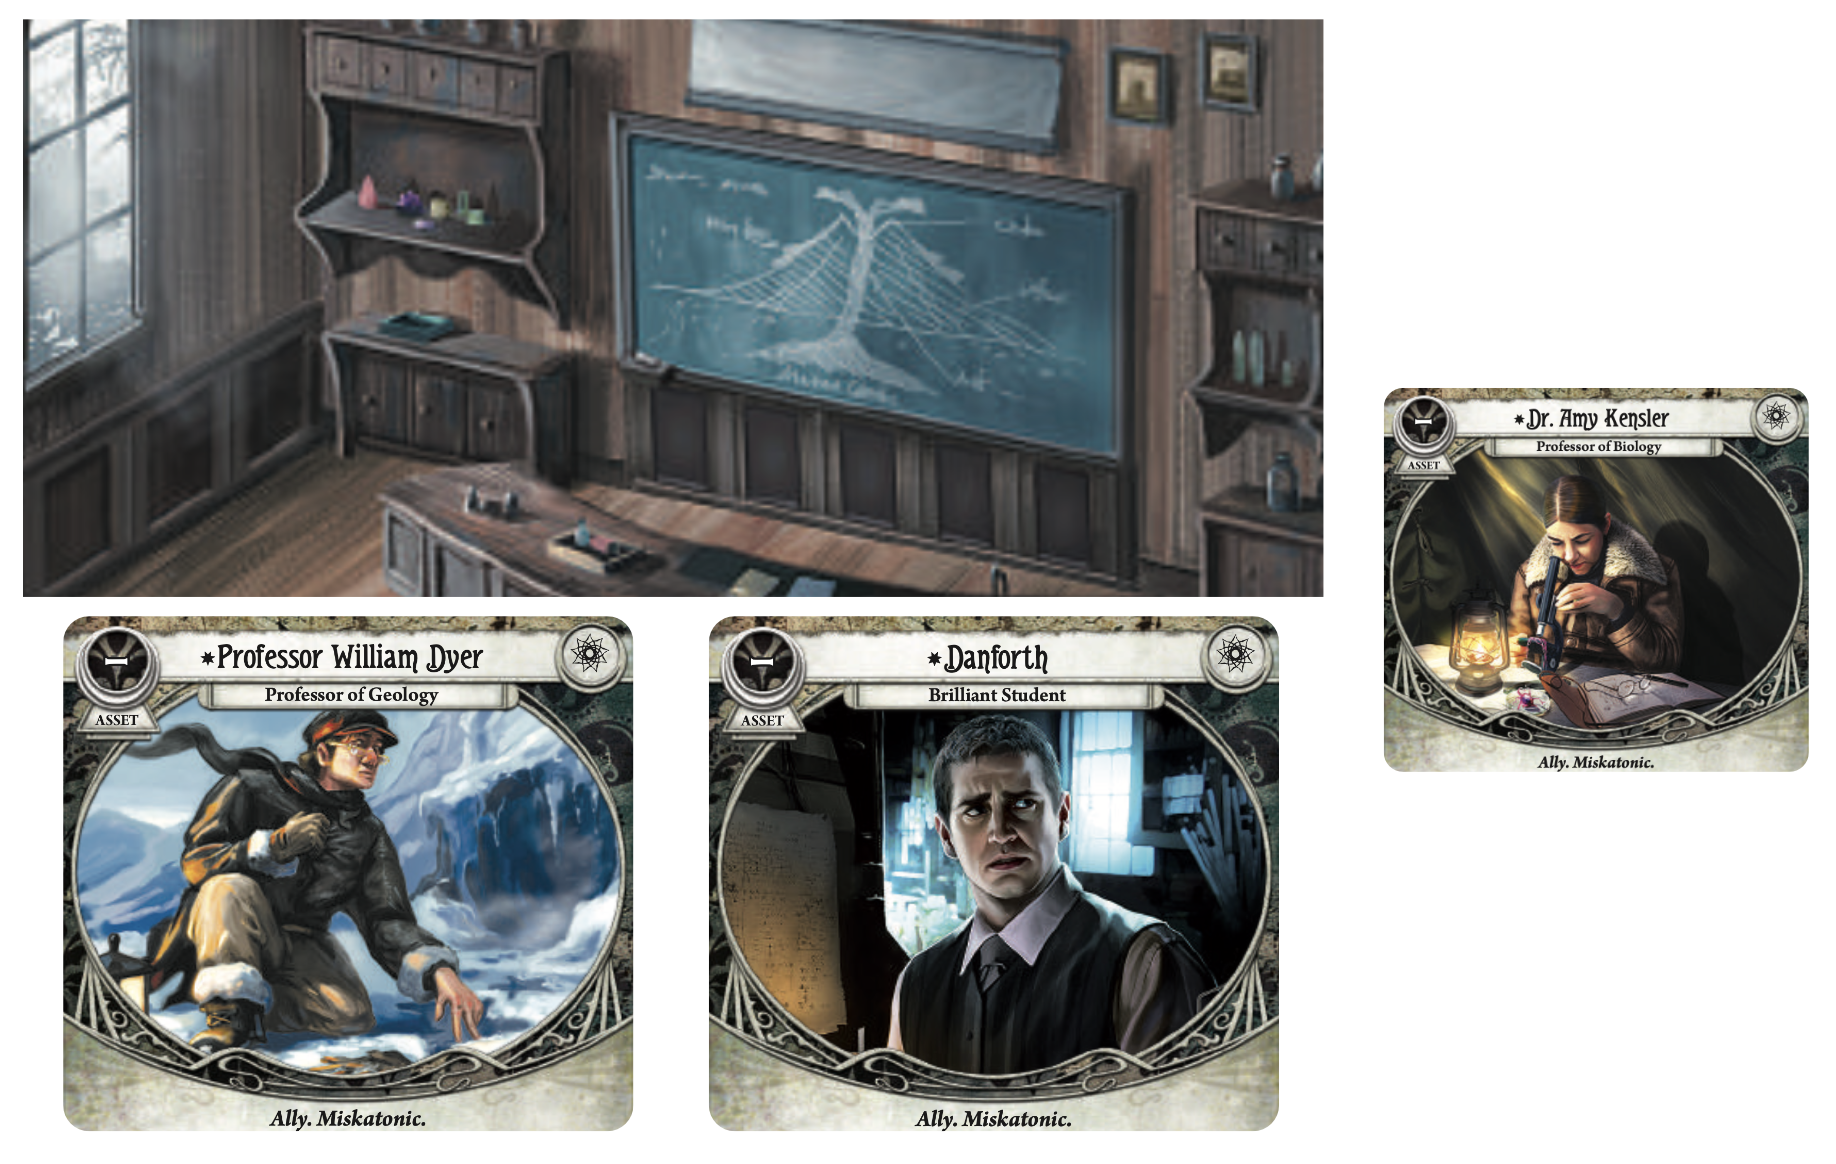 Dr. Amy Kensler
Professor of Biology
ASSET
Ally. Miskatonic.
Professor William Dyer
Professor of Geology
ASSET
Ally. Miskatonic.
Danforth
Brilliant Student
ASSET
Ally. Miskatonic.